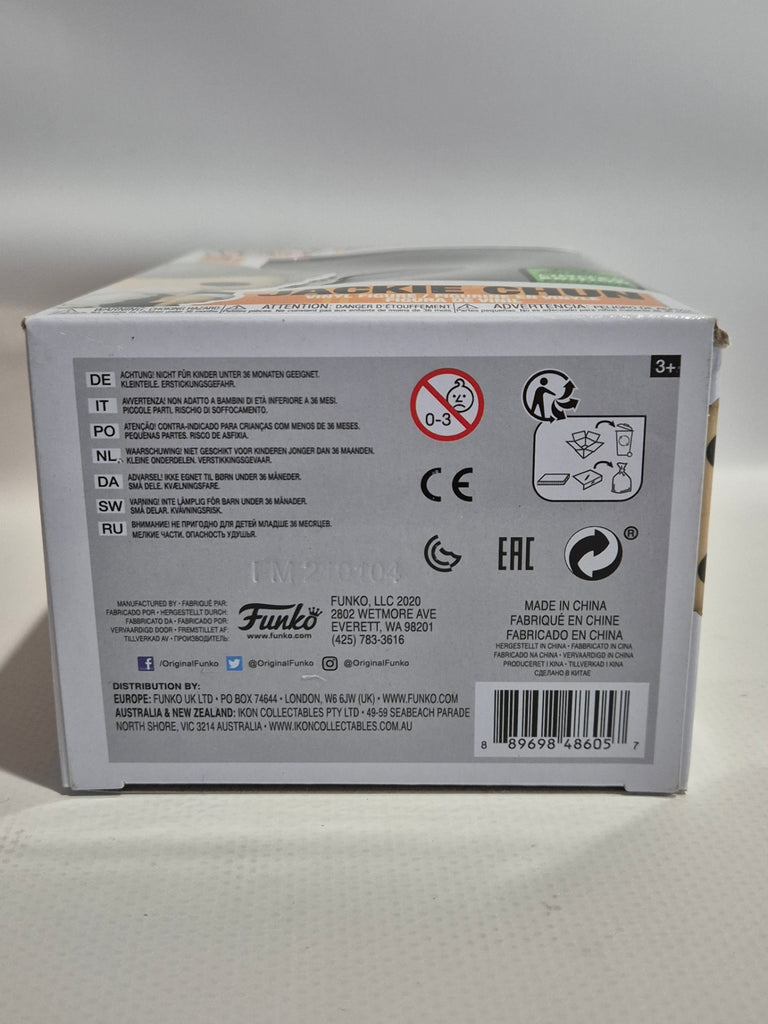 JACKIE CHUN
WARNING: CHOKING HAZARD
ATTENTION: DANGER D'ÉTOUFFEMENT
ADVERTENCIA:
3+
DE ACHTUNG! NICHT FÜR KINDER UNTER 36 MONATEN GEEIGNET.
KLEINTEILE. ERSTICKUNGSGEFAHR.
IT AVVERTENZA! NON ADATTO A BAMBINI DI ETÀ INFERIORE A 36 MESI.
PICCOLE PARTI. RISCHIO DI SOFFOCAMENTO.
PO ATENÇÃO! CONTRA-INDICADO PARA CRIANÇAS COM MENOS DE 36 MESES.
PEQUENAS PARTES. RISCO DE ASFIXIA.
NL WAARSCHUWING! NIET GESCHIKT VOOR KINDEREN JONGER DAN 36 MAANDEN.
KLEINE ONDERDELEN. VERSTIKKINGSGEVAAR.
DA ADVARSEL! IKKE EGNET TIL BØRN UNDER 36 MÅNEDER.
SMÅ DELE. KVÆLNINGSFARE.
SW VARNING! INTE LÄMPLIG FÖR BARN UNDER 36 MÅNADER.
SMÅ DELAR. KVÄVNINGSRISK.
RU ВНИМАНИЕ! НЕ ПРИГОДНО ДЛЯ ДЕТЕЙ МЛАДШЕ 36 МЕСЯЦЕВ.
МЕЛКИЕ ЧАСТИ. ОПАСНОСТЬ УДУШЬЯ.
0-3
CE
EAC
®
MANUFACTURED BY • FABRIQUÉ PAR:
FABRICADO POR • HERGESTELLT DURCH:
FABBRICATO DA • FABRICADO POR:
VERVAARDIGD DOOR • FREMSTILLET AF:
TILLVERKAD AV • ПРОИЗВОДИТЕЛЬ:
Funko
www.funko.com
FUNKO, LLC 2020
2802 WETMORE AVE
EVERETT, WA 98201
(425) 783-3616
MADE IN CHINA
FABRIQUÉ EN CHINE
FABRICADO EN CHINA
HERGESTELLT IN CHINA • FABBRICATO IN CINA
FABRICADO NA CHINA • VERVAARDIGD IN CHINA
PRODUCERET I KINA • TILLVERKAD I KINA
СДЕЛАНО В КИТАЕ
/OriginalFunko @OriginalFunko @OriginalFunko
DISTRIBUTION BY:
EUROPE: FUNKO UK LTD • PO BOX 74644 • LONDON, W6 6JW (UK) • WWW.FUNKO.COM
AUSTRALIA & NEW ZEALAND: IKON COLLECTABLES PTY LTD • 49-59 SEABEACH PARADE
NORTH SHORE, VIC 3214 AUSTRALIA • WWW.IKONCOLLECTABLES.COM.AU
8 89698 48605 7